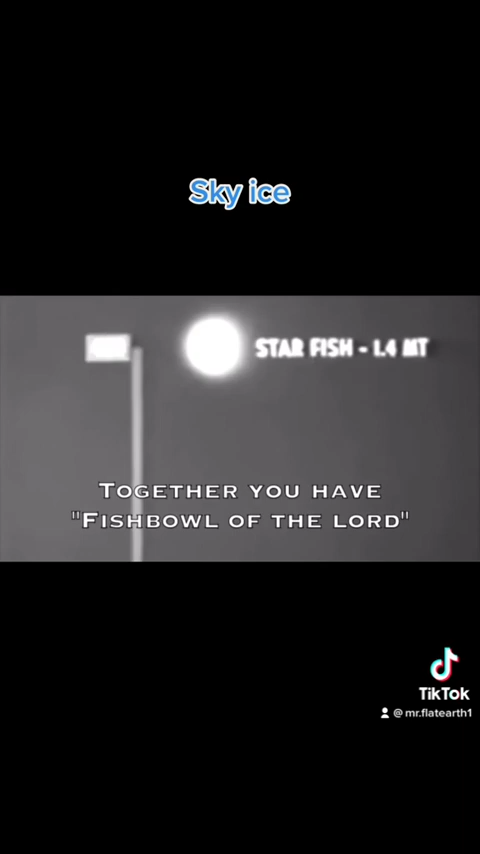 Sky ice
STAR FISH - 1.4 MT
TOGETHER YOU HAVE
"FISHBOWL OF THE LORD"
TikTok
@mr.flatearth1